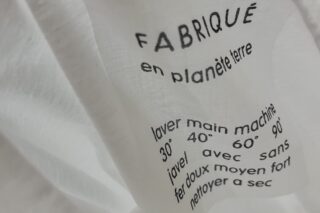 FABRIQUÉ
en planète terre
laver main machine
30° 40° 60° 90°
javel avec sans
fer doux moyen fort
nettoyer a sec